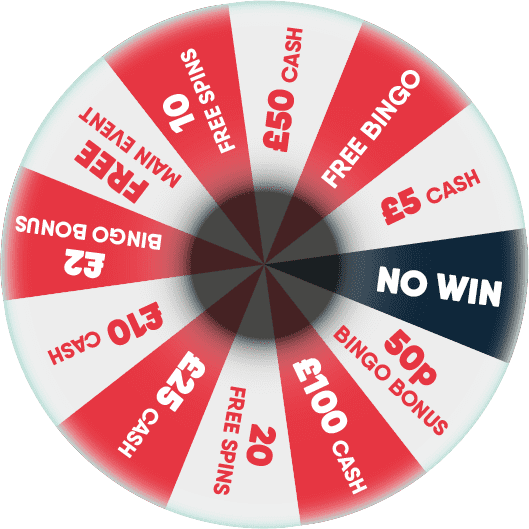 £50 CASH
FREE BINGO
£5 CASH
NO WIN
50p
BINGO BONUS
£100 CASH
20
FREE SPINS
£25 CASH
£10 CASH
£2
BINGO BONUS
FREE
MAIN EVENT
10
FREE SPINS